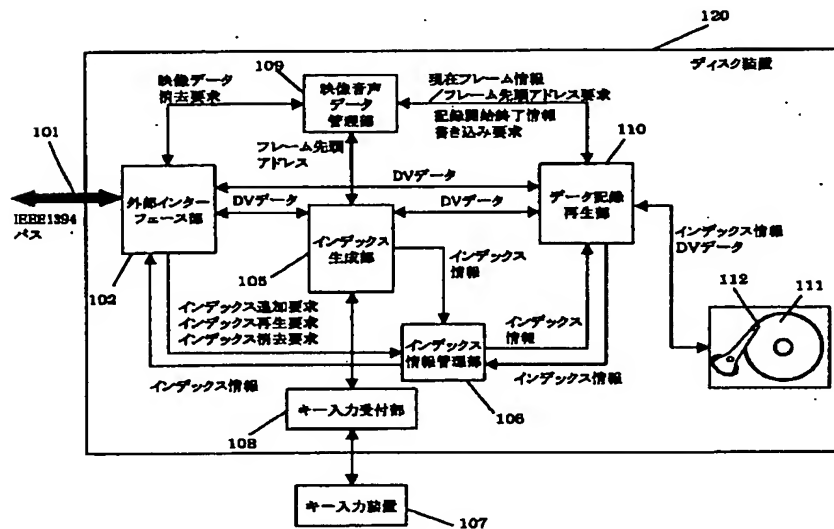 120
ディスク装置
109
映像データ
消去要求
映像音声
データ
管理部
現在フレーム情報
/フレーム先頭アドレス要求
記録開始終了情報
書き込み要求
110
101
フレーム先頭
アドレス
DVデータ
外部インター
フェース部
IEEE1394
バス
DVデータ
DVデータ
データ記録
再生部
インデックス
生成部
105
102
インデックス
情報
インデックス情報
DVデータ
112
111
インデックス追加要求
インデックス再生要求
インデックス消去要求
インデックス
情報
インデックス
情報管理部
インデックス情報
インデックス情報
106
キー入力受付部
108
キー入力装置
107